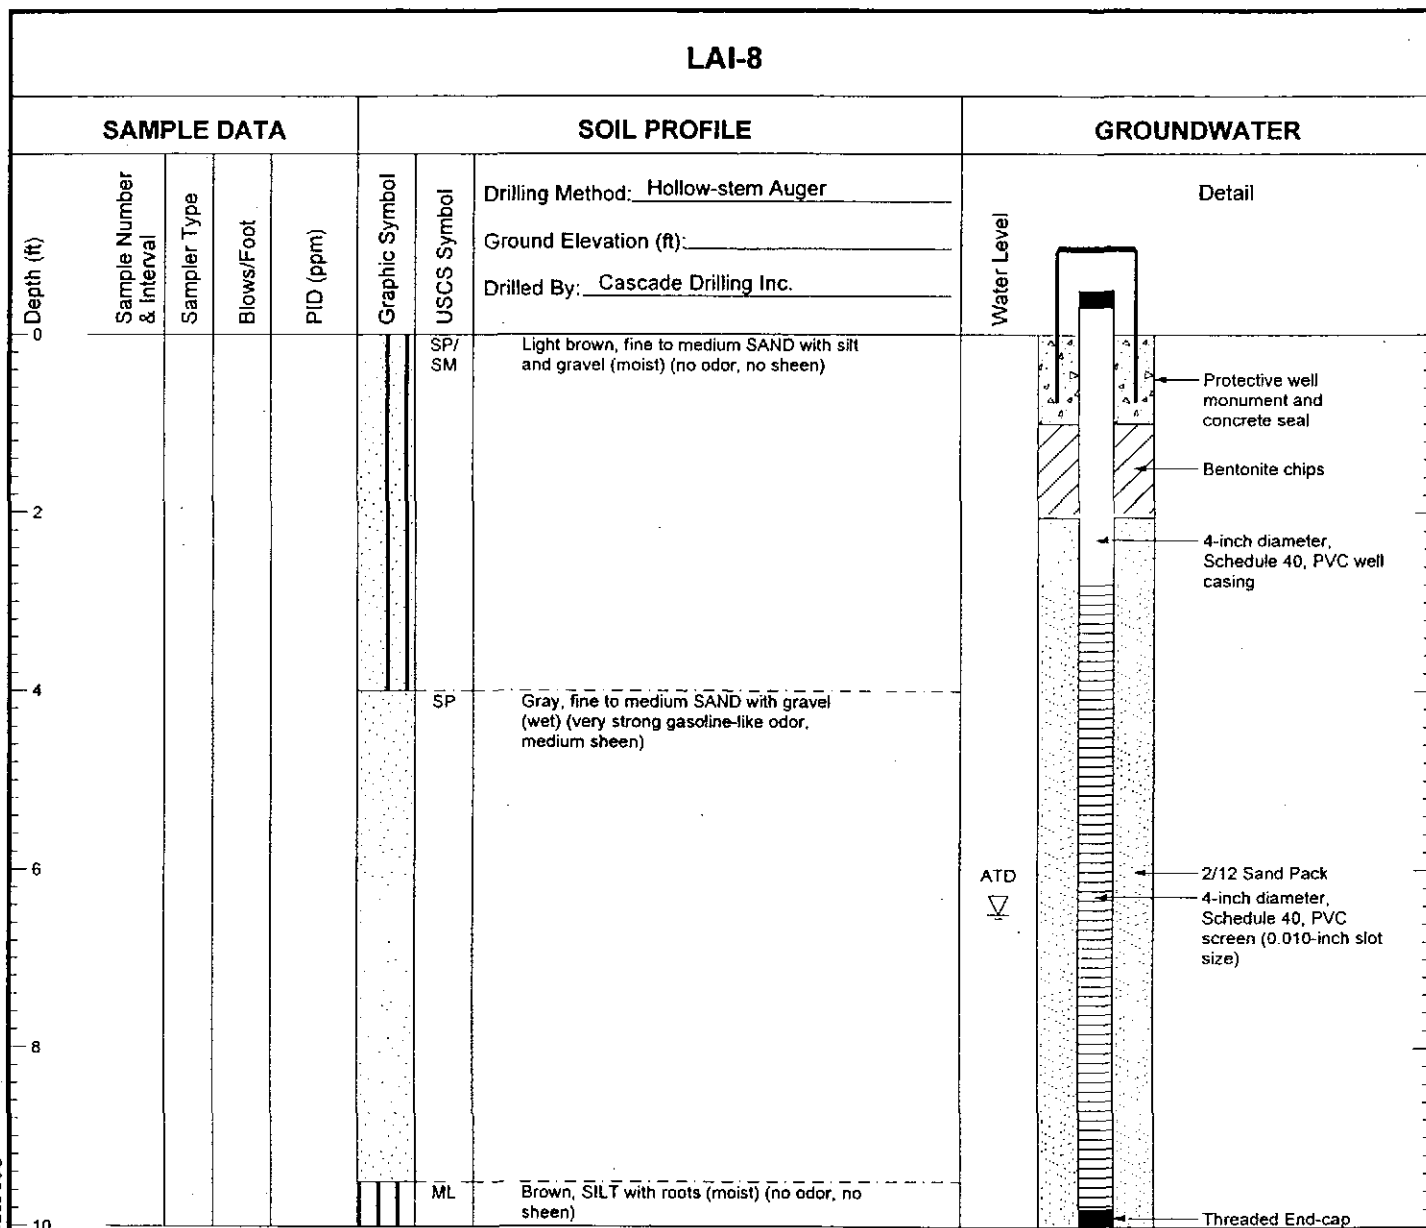 LAI-8
SAMPLE DATA
SOIL PROFILE
GROUNDWATER
Depth (ft)
Sample Number
& Interval
Sampler Type
Blows/Foot
PID (ppm)
Graphic Symbol
USCS Symbol
Drilling Method: Hollow-stem Auger
Ground Elevation (ft):
Drilled By: Cascade Drilling Inc.
Water Level
Detail
0
SP/
SM
Light brown, fine to medium SAND with silt
and gravel (moist) (no odor, no sheen)
Protective well
monument and
concrete seal
Bentonite chips
2
4-inch diameter,
Schedule 40, PVC well
casing
4
SP
Gray, fine to medium SAND with gravel
(wet) (very strong gasoline-like odor,
medium sheen)
6
ATD
2/12 Sand Pack
4-inch diameter,
Schedule 40, PVC
screen (0.010-inch slot
size)
8
ML
Brown, SILT with roots (moist) (no odor, no
sheen)
10
Threaded End-cap